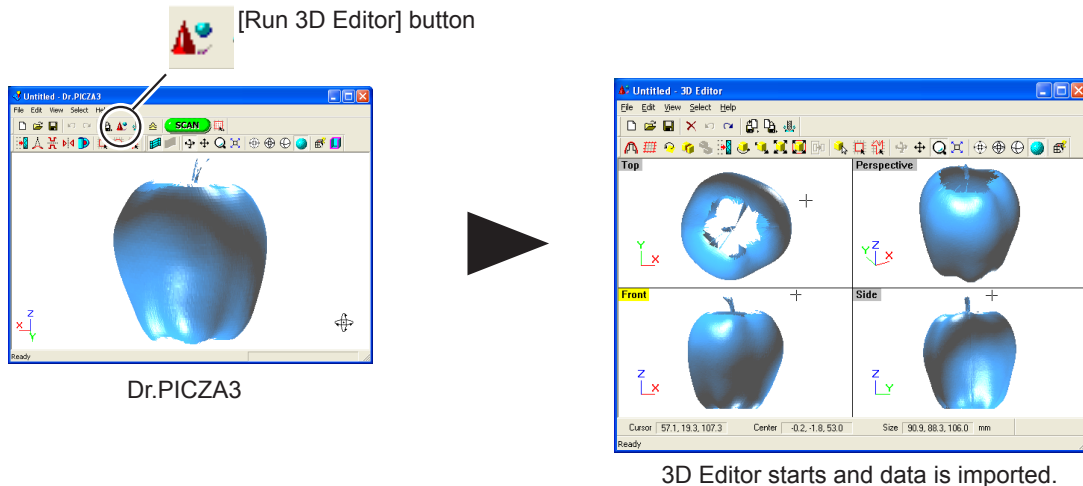 [Run 3D Editor] button
Untitled - Dr.PICZA3
File Edit View Select Help
SCAN
Z
X
Y
Ready
Dr.PICZA3
Untitled - 3D Editor
File Edit View Select Help
Top
Perspective
Y
X
Z
Y
X
Front
Side
Z
X
Z
Y
Cursor 57.1, 19.3, 107.3 Center -0.2, -1.8, 53.0 Size 90.9, 88.3, 106.0 mm
Ready
3D Editor starts and data is imported.